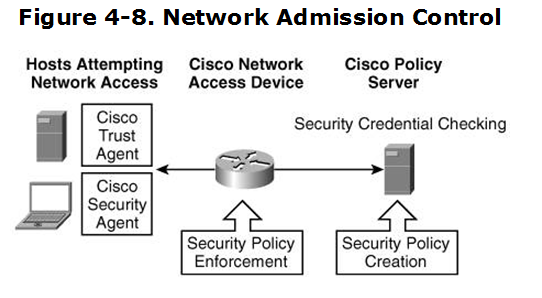 Figure 4-8. Network Admission Control
Hosts Attempting
Network Access
Cisco Network
Access Device
Cisco Policy
Server
Cisco
Trust
Agent
Cisco
Security
Agent
Security Credential Checking
Security Policy
Enforcement
Security Policy
Creation